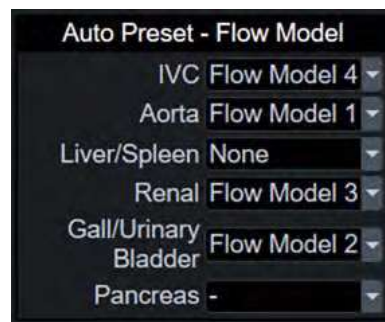 Auto Preset - Flow Model
IVC Flow Model 4
Aorta Flow Model 1
Liver/Spleen None
Renal Flow Model 3
Gall/Urinary
Bladder Flow Model 2
Pancreas -